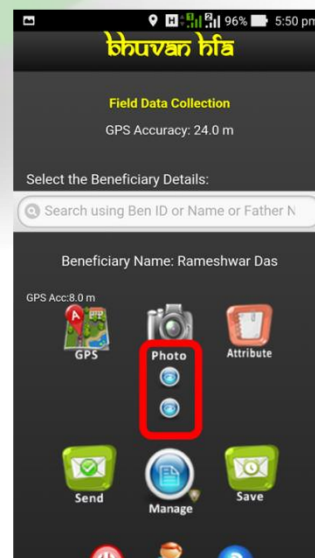 96% 5:50 pm
bhuvan hfa
Field Data Collection
GPS Accuracy: 24.0 m
Select the Beneficiary Details:
Search using Ben ID or Name or Father N
Beneficiary Name: Rameshwar Das
GPS Acc:8.0 m
GPS
Photo
Attribute
Send
Manage
Save